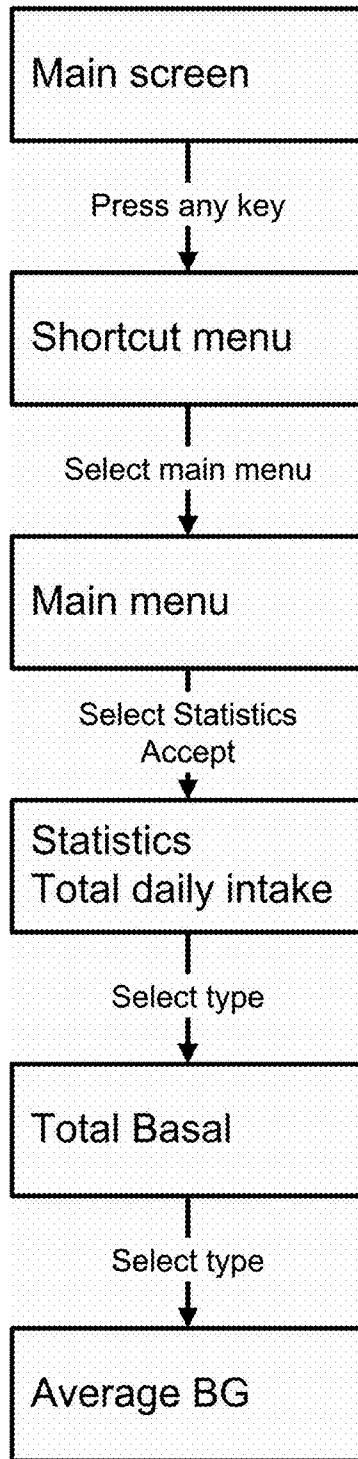 Main screen
Press any key
Shortcut menu
Select main menu
Main menu
Select Statistics
Accept
Statistics
Total daily intake
Select type
Total Basal
Select type
Average BG